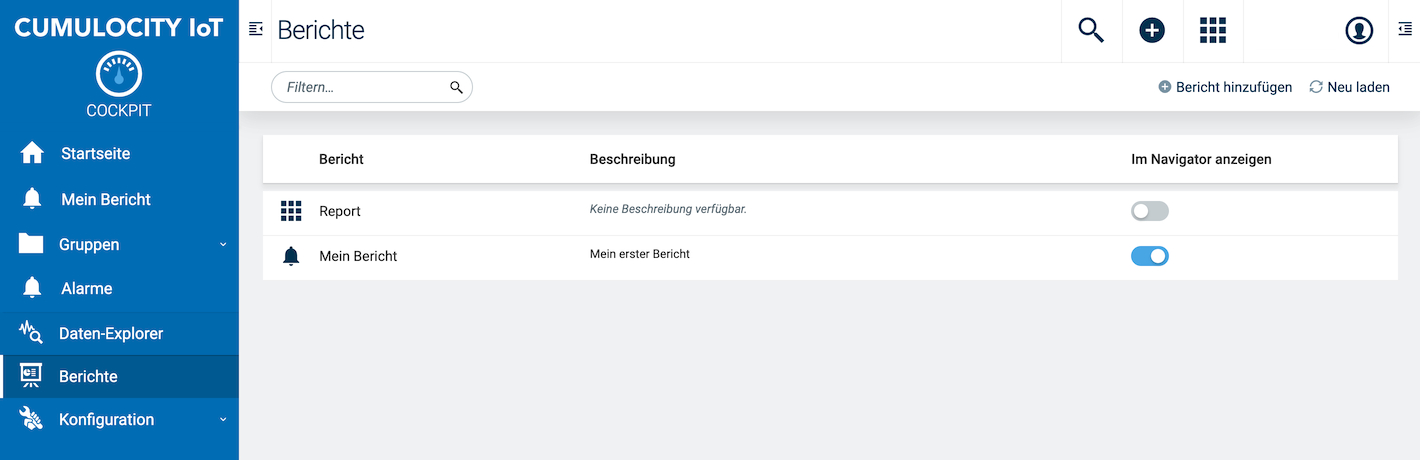 CUMULOCITY IoT
COCKPIT
Startseite
Mein Bericht
Gruppen
Alarme
Daten-Explorer
Berichte
Konfiguration
Berichte
Filtern...
Bericht hinzufügen
Neu laden
Bericht Beschreibung Im Navigator anzeigen
Report Keine Beschreibung verfügbar.
Mein Bericht Mein erster Bericht